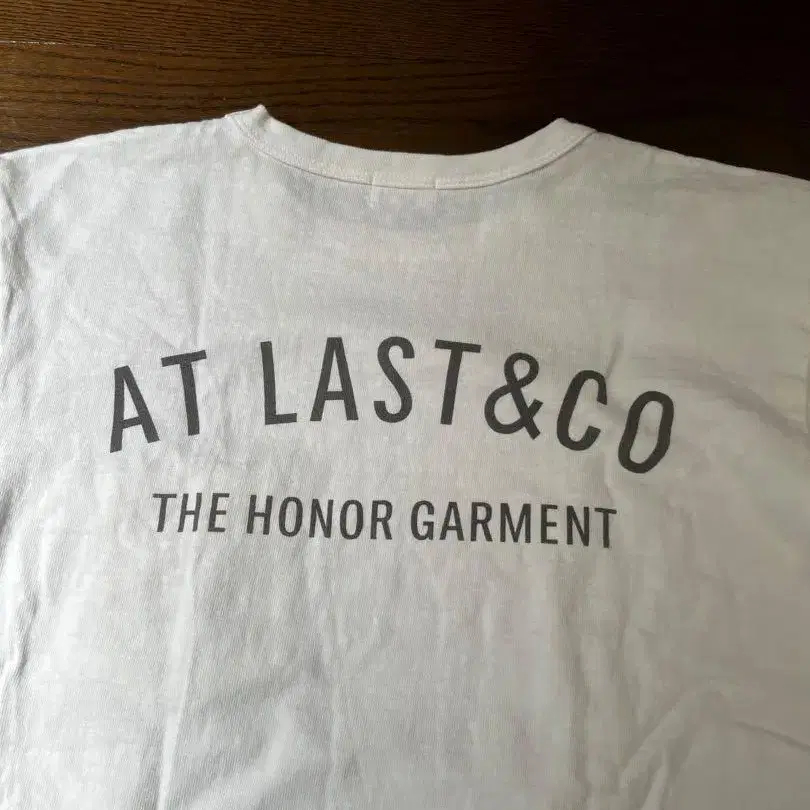 AT LAST&CO
THE HONOR GARMENT